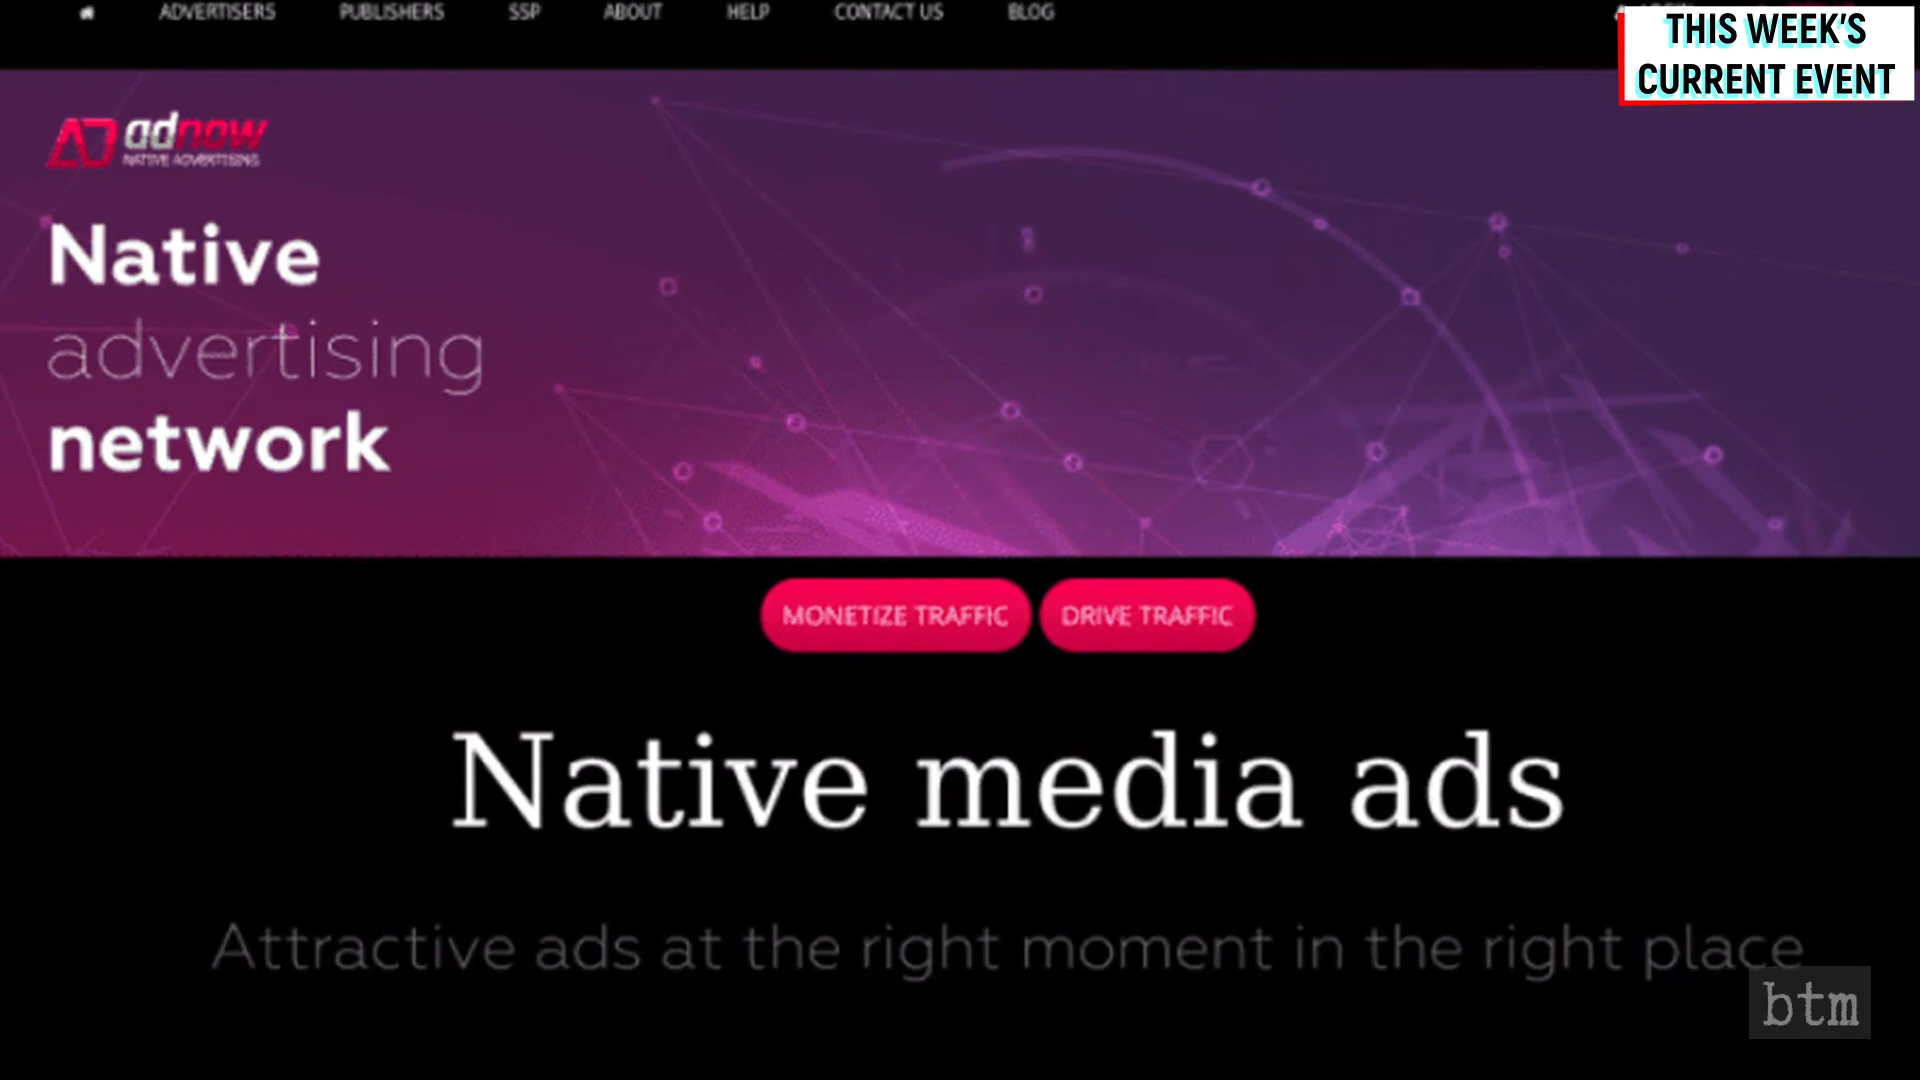 ADVERTISERS PUBLISHERS SSP ABOUT HELP CONTACT US BLOG
THIS WEEK'S
CURRENT EVENT
adnow
NATIVE ADVERTISING
Native
advertising
network
MONETIZE TRAFFIC DRIVE TRAFFIC
Native media ads
Attractive ads at the right moment in the right place
btm